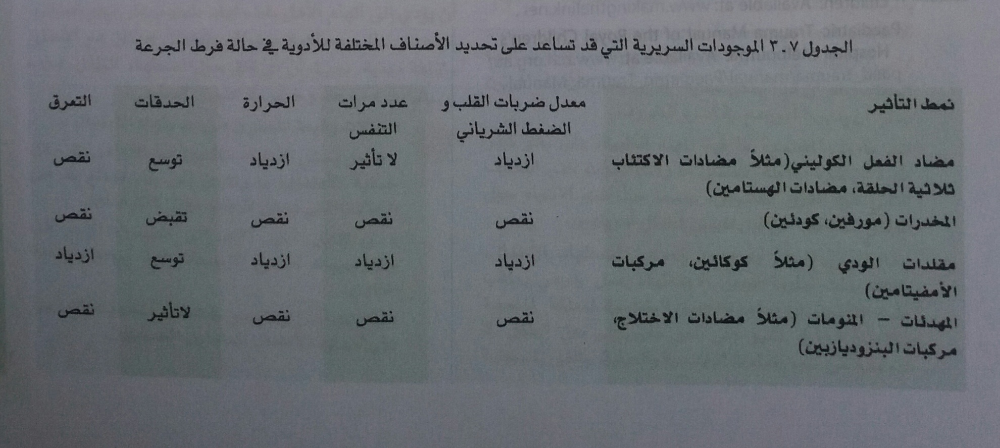 الجدول ٧.٣ الموجودات السريرية التي قد تساعد على تحديد الأصناف المختلفة للأدوية في حالة فرط الجرعة
نمط التأثير معدل ضربات القلب و عدد مرات الحرارة الحدقات التعرق
الضغط الشرياني التنفس
مضاد الفعل الكوليني(مثلاً مضادات الاكتئاب ازدياد لا تأثير ازدياد توسع نقص
ثلاثية الحلقة، مضادات الهستامين)
المخدرات (مورفين، كودئين) نقص نقص نقص تقبض نقص
مقلدات الودي (مثلاً كوكائين، مركبات ازدياد ازدياد ازدياد توسع ازدياد
الأمفيتامين)
المهدئات – المنومات (مثلاً مضادات الاختلاج، نقص نقص نقص لاتأثير نقص
مركبات البنزوديازبين)